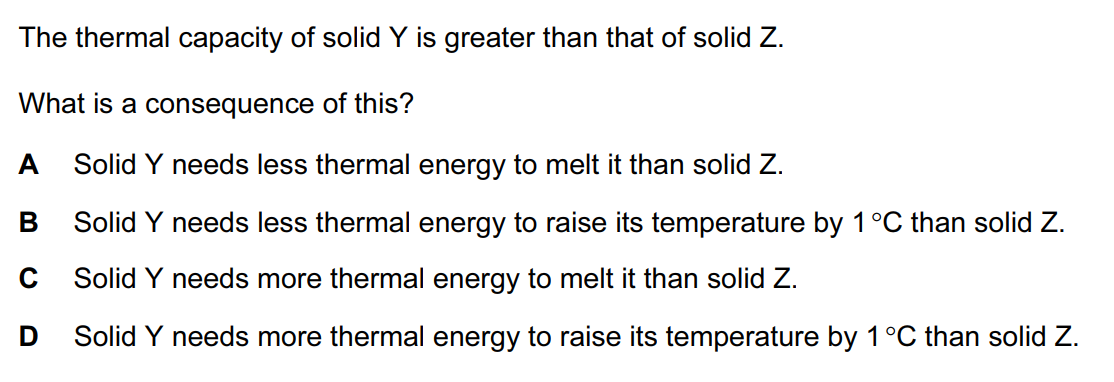 The thermal capacity of solid Y is greater than that of solid Z.
What is a consequence of this?
A Solid Y needs less thermal energy to melt it than solid Z.
B Solid Y needs less thermal energy to raise its temperature by 1 °C than solid Z.
C Solid Y needs more thermal energy to melt it than solid Z.
D Solid Y needs more thermal energy to raise its temperature by 1 °C than solid Z.